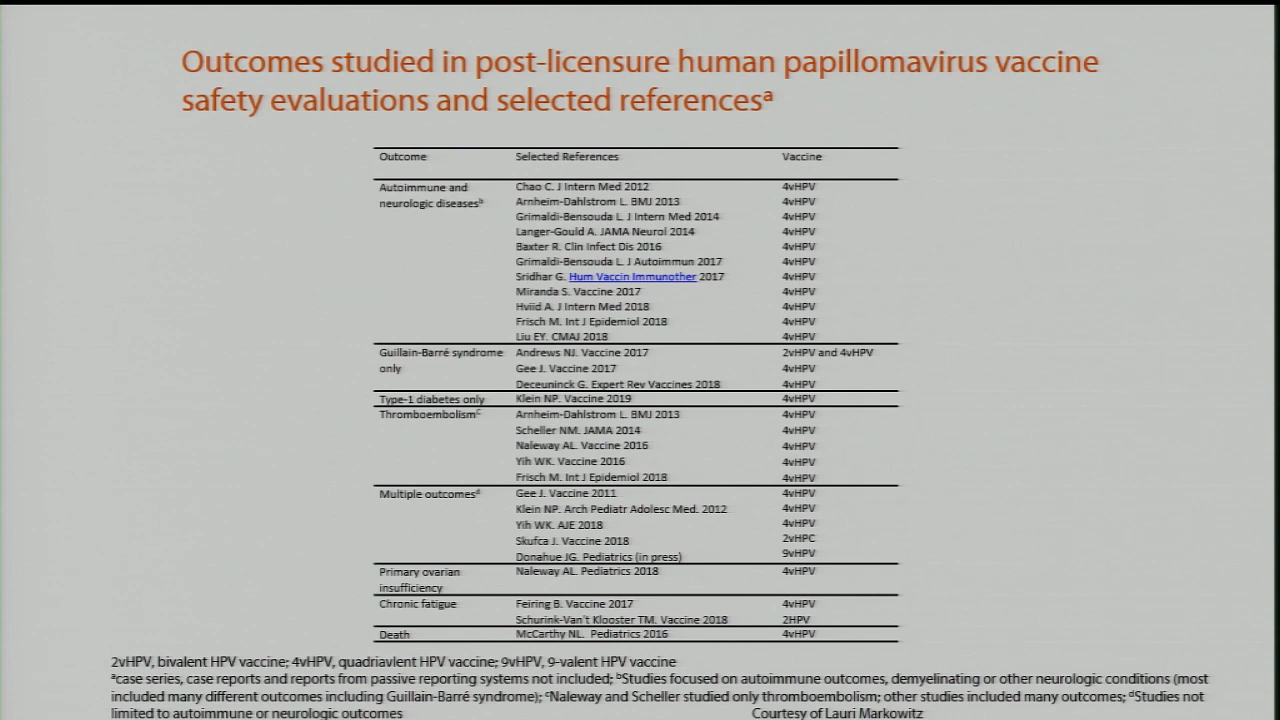 Outcomes studied in post-licensure human papillomavirus vaccine
safety evaluations and selected referencesᵃ
Outcome Selected References Vaccine
Autoimmune and Chao C. J Intern Med 2012 4vHPV
neurologic diseasesᵇ Arnheim-Dahlstrom L. BMJ 2013 4vHPV
Grimaldi-Bensouda L. J Intern Med 2014 4vHPV
Langer-Gould A. JAMA Neurol 2014 4vHPV
Baxter R. Clin Infect Dis 2016 4vHPV
Grimaldi-Bensouda L. J Autoimmun 2017 4vHPV
Sridhar G. Hum Vaccin Immunother 2017 4vHPV
Miranda S. Vaccine 2017 4vHPV
Hviid A. J Intern Med 2018 4vHPV
Frisch M. Int J Epidemiol 2018 4vHPV
Liu EY. CMAJ 2018 4vHPV
Guillain-Barré syndrome Andrews NJ. Vaccine 2017 2vHPV and 4vHPV
only Gee J. Vaccine 2017 4vHPV
Deceuninck G. Expert Rev Vaccines 2018 4vHPV
Type-1 diabetes only Klein NP. Vaccine 2019 4vHPV
Thromboembolismᶜ Arnheim-Dahlstrom L. BMJ 2013 4vHPV
Scheller NM. JAMA 2014 4vHPV
Naleway AL. Vaccine 2016 4vHPV
Yih WK. Vaccine 2016 4vHPV
Frisch M. Int J Epidemiol 2018 4vHPV
Multiple outcomesᵈ Gee J. Vaccine 2011 4vHPV
Klein NP. Arch Pediatr Adolesc Med. 2012 4vHPV
Yih WK. AJE 2018 4vHPV
Skufca J. Vaccine 2018 2vHPC
Donahue JG. Pediatrics (in press) 9vHPV
Primary ovarian Naleway AL. Pediatrics 2018 4vHPV
insufficiency
Chronic fatigue Feiring B. Vaccine 2017 4vHPV
Schurink-Van't Klooster TM. Vaccine 2018 2HPV
Death McCarthy NL. Pediatrics 2016 4vHPV
2vHPV, bivalent HPV vaccine; 4vHPV, quadriavlent HPV vaccine; 9vHPV, 9-valent HPV vaccine
ᵃcase series, case reports and reports from passive reporting systems not included; ᵇStudies focused on autoimmune outcomes, demyelinating or other neurologic conditions (most
included many different outcomes including Guillain-Barré syndrome); ᶜNaleway and Scheller studied only thromboembolism; other studies included many outcomes; ᵈStudies not
limited to autoimmune or neurologic outcomes Courtesy of Lauri Markowitz